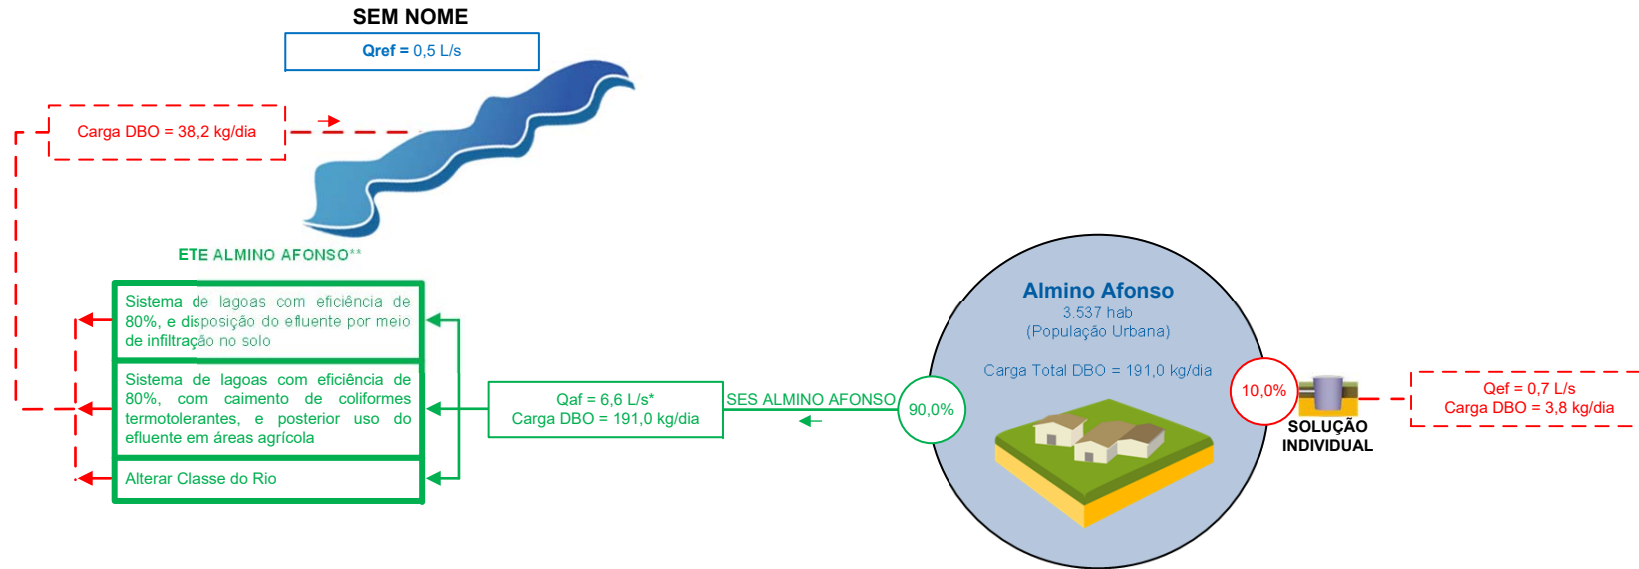 SEM NOME
Qref = 0,5 L/s
Carga DBO = 38,2 kg/dia
ETE ALMINO AFONSO**
Sistema de lagoas com eficiência de
80%, e disposição do efluente por meio
de infiltração no solo
Sistema de lagoas com eficiência de
80%, com caimento de coliformes
termotolerantes, e posterior uso do
efluente em áreas agrícola
Alterar Classe do Rio
Qaf = 6,6 L/s*
Carga DBO = 191,0 kg/dia
SES ALMINO AFONSO
90,0%
Almino Afonso
3.537 hab
(População Urbana)
Carga Total DBO = 191,0 kg/dia
10,0%
SOLUÇÃO
INDIVIDUAL
Qef = 0,7 L/s
Carga DBO = 3,8 kg/dia